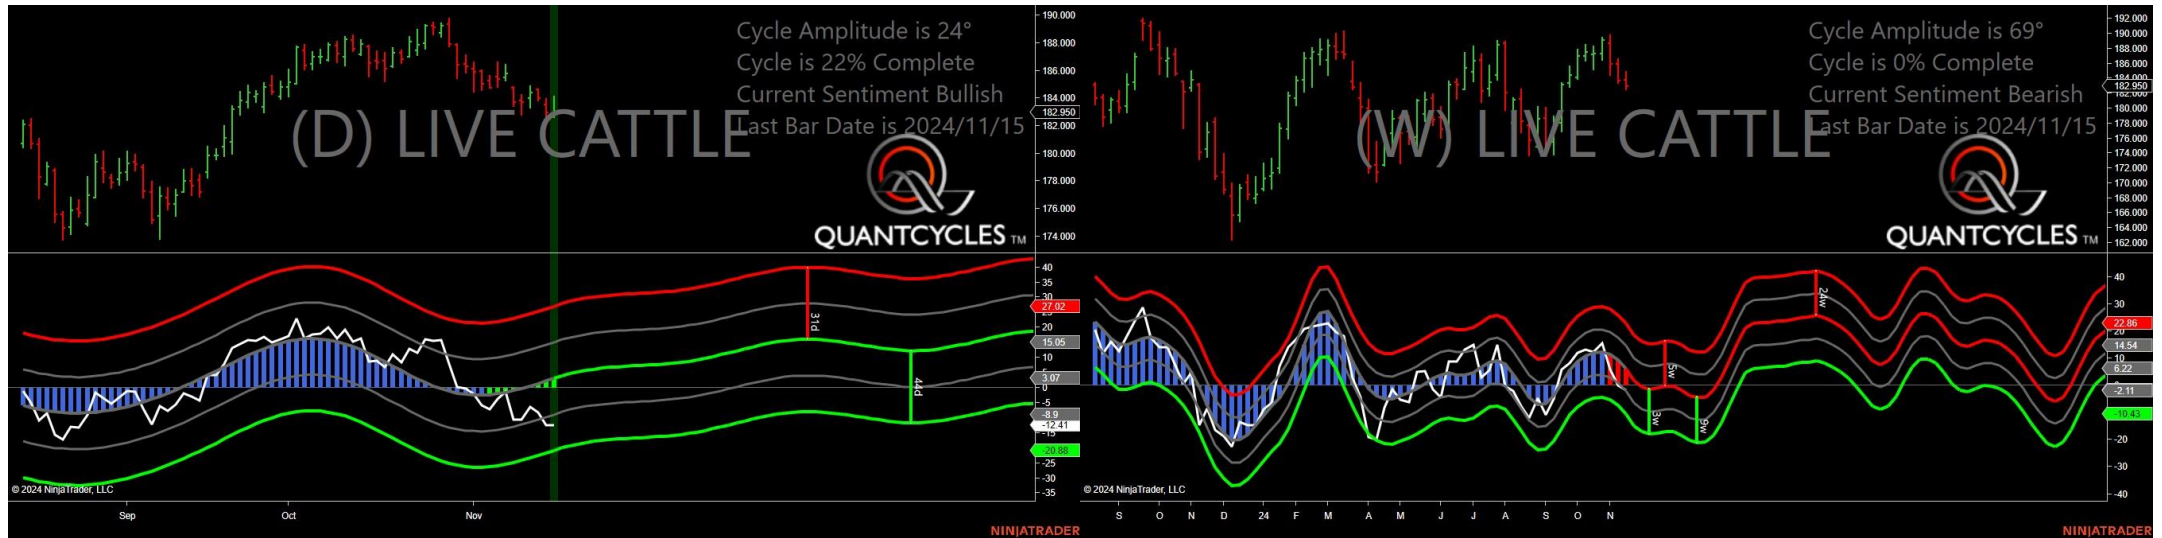 Cycle Amplitude is 24°
Cycle is 22% Complete
Current Sentiment Bullish
Last Bar Date is 2024/11/15
(D) LIVE CATTLE
QUANTCYCLES TM
190.000
188.000
186.000
184.000
182.950
182.000
180.000
178.000
176.000
174.000
40
35
30
27.02
20
15.05
10
5
3.07
-5
-8.9
-12.41
-15
-20.88
-25
-30
-35
31d
44d
© 2024 NinjaTrader, LLC
Sep Oct Nov
NINJATRADER
Cycle Amplitude is 69°
Cycle is 0% Complete
Current Sentiment Bearish
Last Bar Date is 2024/11/15
(W) LIVE CATTLE
QUANTCYCLES TM
192.000
190.000
188.000
186.000
184.000
182.950
180.000
178.000
176.000
174.000
172.000
170.000
168.000
166.000
164.000
162.000
40
30
22.86
20
14.54
10
6.22
-2.11
-10.43
-20
-30
-40
24w
5w
3w
9w
© 2024 NinjaTrader, LLC
S O N D 24 F M A M J J A S O N
NINJATRADER